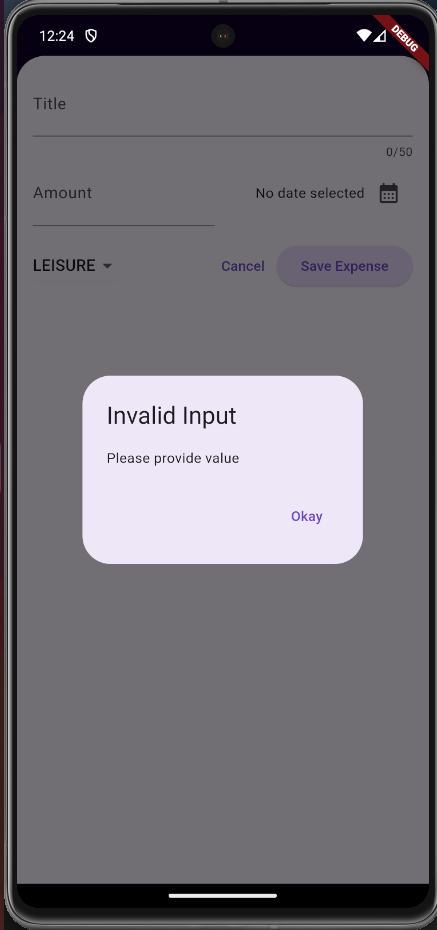 12:24
DEBUG
Title
0/50
Amount
No date selected
LEISURE
Cancel
Save Expense
Invalid Input
Please provide value
Okay